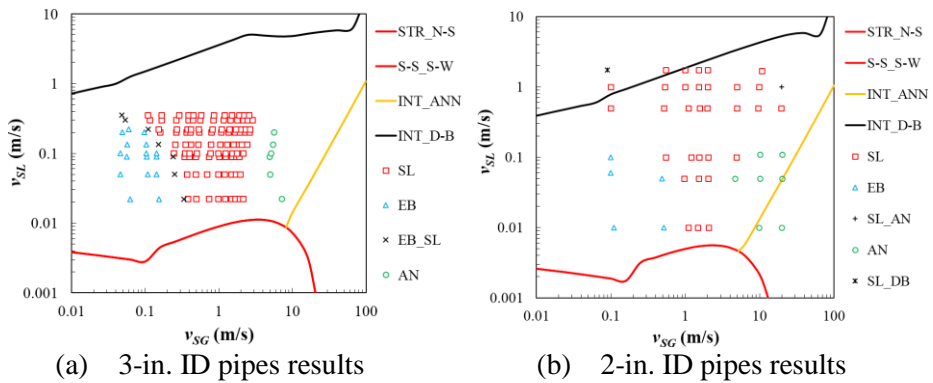 10
1
0.1
0.01
0.001
v_SL (m/s)
0.01 0.1 1 10 100
v_SG (m/s)
STR_N-S
S-S_S-W
INT_ANN
INT_D-B
SL
EB
EB_SL
AN
(a) 3-in. ID pipes results
10
1
0.1
0.01
0.001
v_SL (m/s)
0.01 0.1 1 10 100
v_SG (m/s)
STR_N-S
S-S_S-W
INT_ANN
INT_D-B
SL
EB
SL_AN
AN
SL_DB
(b) 2-in. ID pipes results